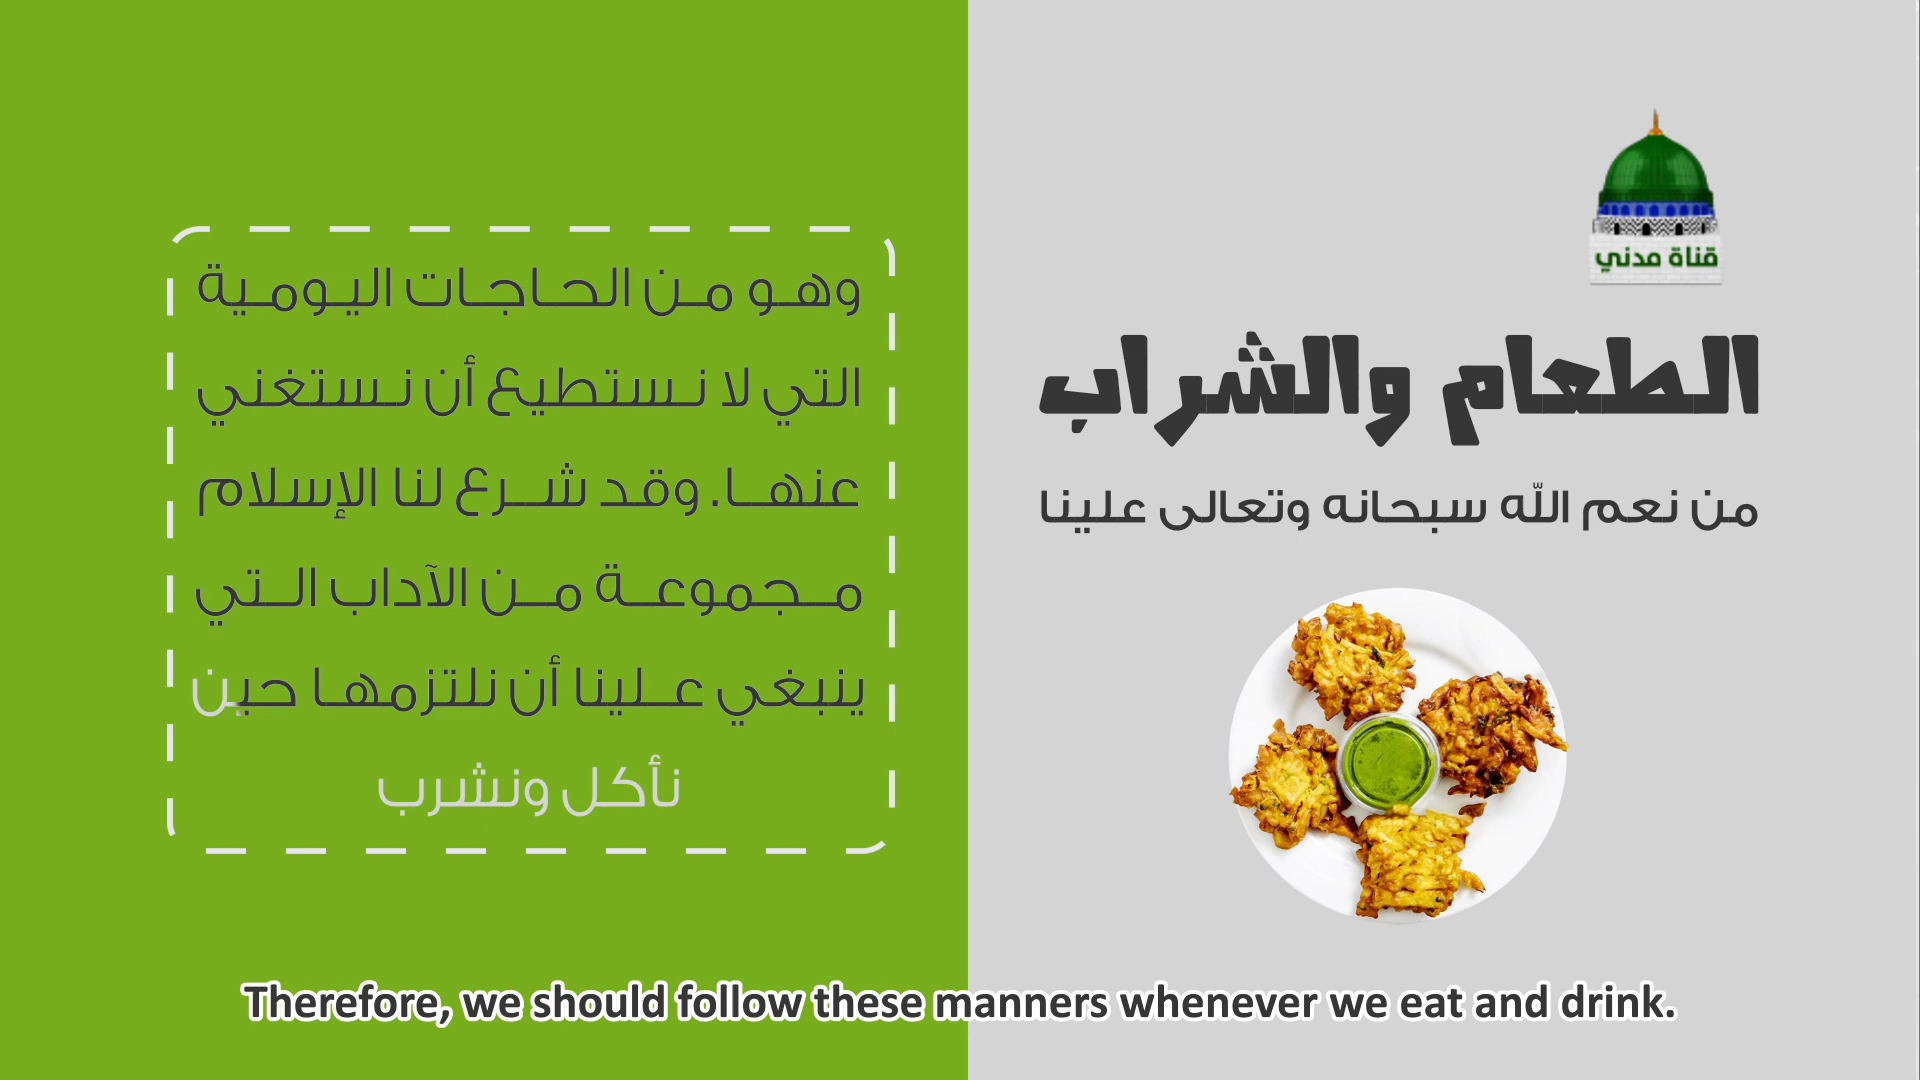 قناة مدني
الطعام والشراب
من نعم الله سبحانه وتعالى علينا
وهو من الحاجات اليومية
التي لا نستطيع أن نستغني
عنها. وقد شرع لنا الإسلام
مجموعة من الآداب التي
ينبغي علينا أن نلتزمها حين
نأكل ونشرب
Therefore, we should follow these manners whenever we eat and drink.